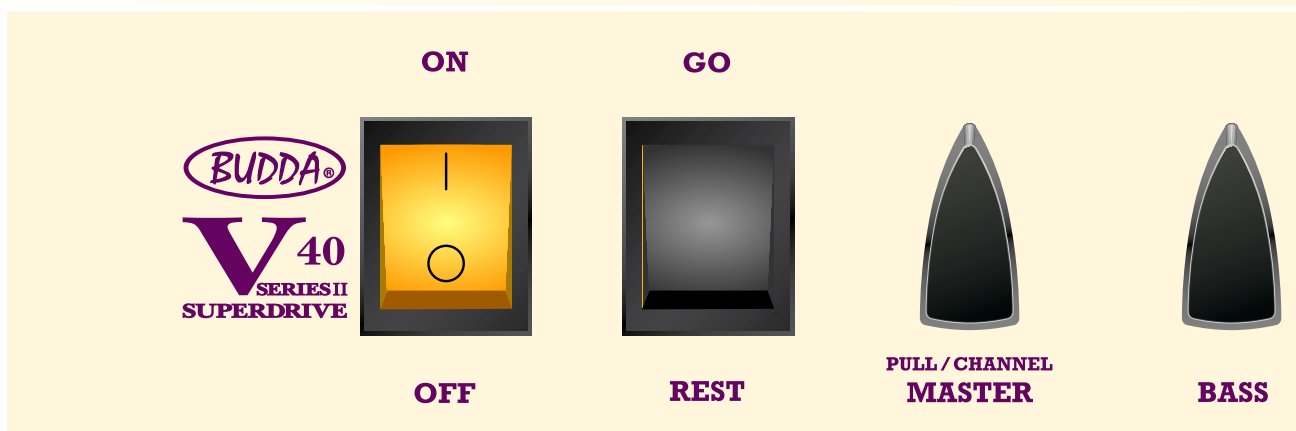 ON
GO
BUDDA®
V 40
SERIES II
SUPERDRIVE
OFF
REST
PULL / CHANNEL
MASTER
BASS